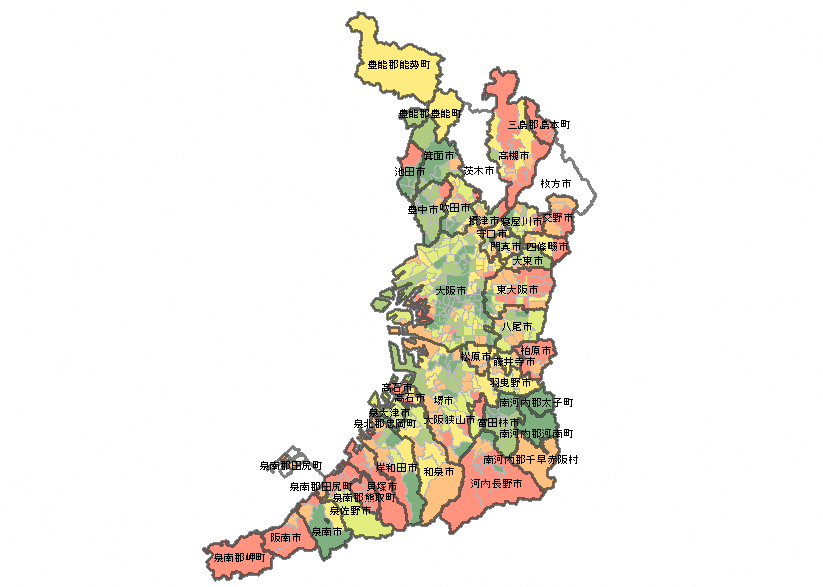 豊能郡能勢町
豊能郡豊能町
三島郡島本町
高槻市
箕面市
池田市
茨木市
枚方市
豊中市
吹田市
摂津市
寝屋川市
交野市
守口市
門真市
四條畷市
大東市
大阪市
東大阪市
八尾市
松原市
柏原市
藤井寺市
羽曳野市
高石市
高石市
堺市
南河内郡太子町
泉大津市
泉北郡忠岡町
大阪狭山市
富田林市
南河内郡河南町
南河内郡千早赤阪村
泉南郡田尻町
岸和田市
和泉市
河内長野市
泉南郡田尻町
貝塚市
泉南郡熊取町
泉佐野市
泉南市
阪南市
泉南郡岬町